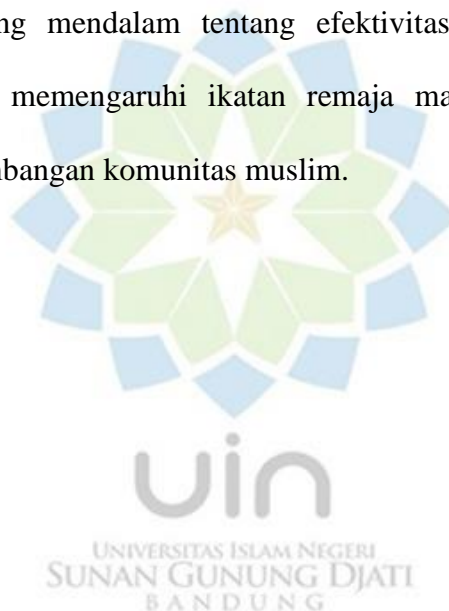 ng mendalam tentang efektivitas
memengaruhi ikatan remaja ma
mbangan komunitas muslim.
uin
UNIVERSITAS ISLAM NEGERI
SUNAN GUNUNG DJATI
BANDUNG